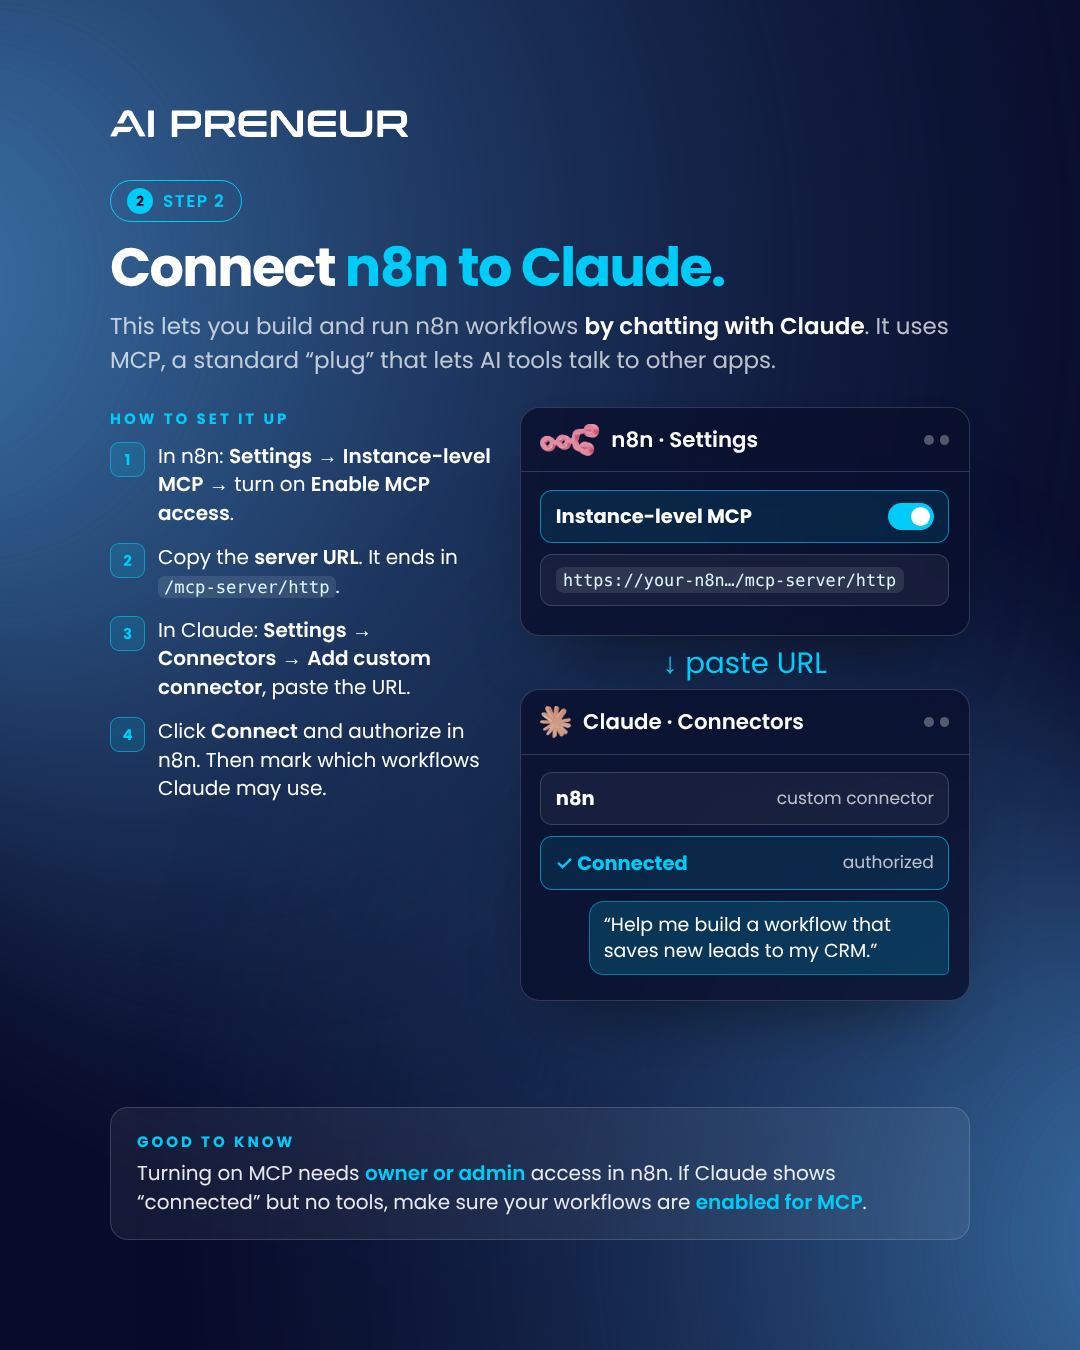 AI PRENEUR
2 STEP 2
Connect n8n to Claude.
This lets you build and run n8n workflows by chatting with Claude. It uses
MCP, a standard “plug” that lets AI tools talk to other apps.
HOW TO SET IT UP
1 In n8n: Settings → Instance-level
MCP → turn on Enable MCP
access.
2 Copy the server URL. It ends in
/mcp-server/http.
3 In Claude: Settings →
Connectors → Add custom
connector, paste the URL.
4 Click Connect and authorize in
n8n. Then mark which workflows
Claude may use.
n8n · Settings
Instance-level MCP
https://your-n8n…/mcp-server/http
↓ paste URL
Claude · Connectors
n8n custom connector
✓ Connected authorized
“Help me build a workflow that
saves new leads to my CRM.”
GOOD TO KNOW
Turning on MCP needs owner or admin access in n8n. If Claude shows
“connected” but no tools, make sure your workflows are enabled for MCP.